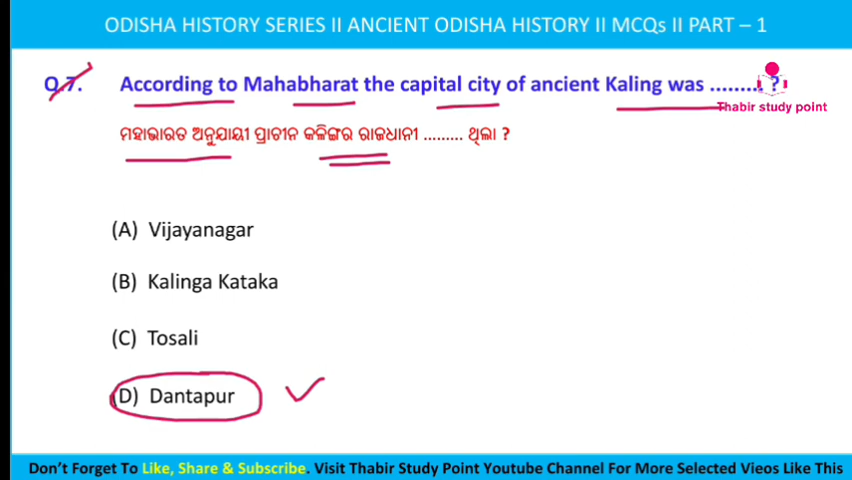 ODISHA HISTORY SERIES II ANCIENT ODISHA HISTORY II MCQs II PART – 1
Q.7. According to Mahabharat the capital city of ancient Kaling was ......... ?
Thabir study point
ମହାଭାରତ ଅନୁଯାୟୀ ପ୍ରାଚୀନ କଳିଙ୍ଗର ରାଜଧାନୀ ......... ଥିଲା ?
(A) Vijayanagar
(B) Kalinga Kataka
(C) Tosali
(D) Dantapur
Don't Forget To Like, Share & Subscribe. Visit Thabir Study Point Youtube Channel For More Selected Vieos Like This